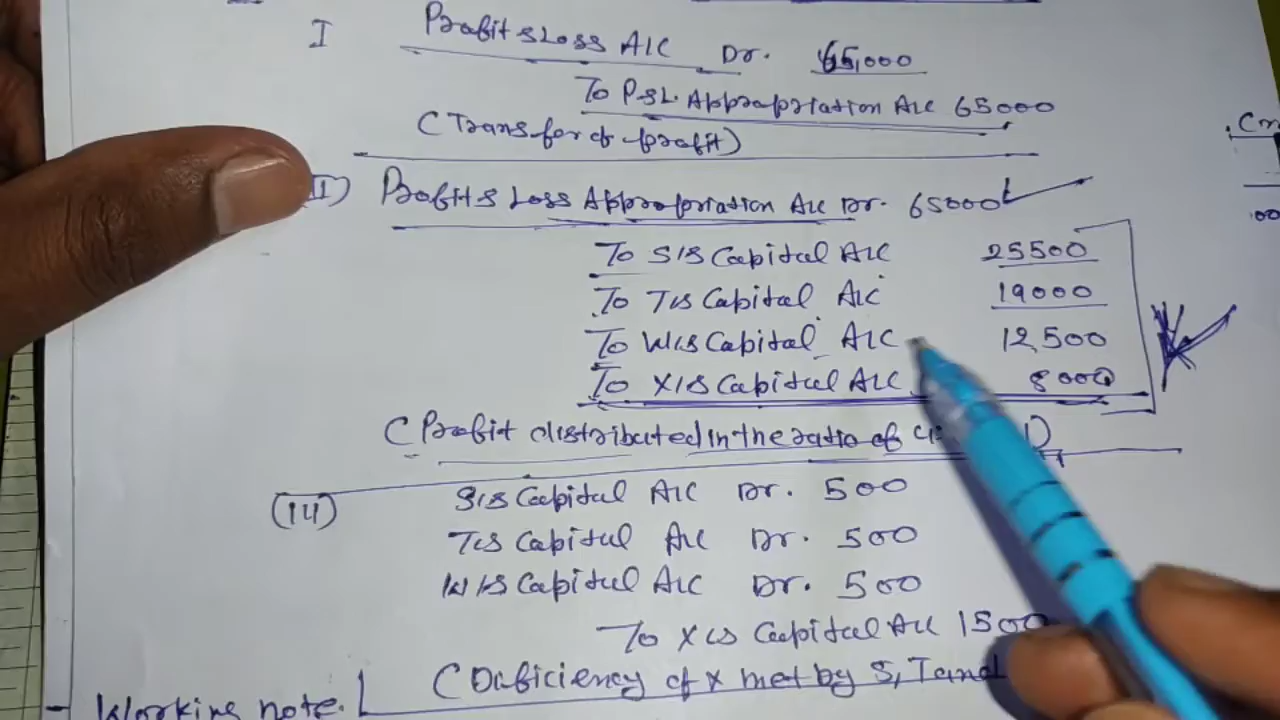 I Profit & Loss A/C Dr. 65,000
To P&L. Appropriation A/C 65000
(Transfer of profit)
II) Profit & Loss Appropriation A/C Dr. 65000
To S's Capital A/C 25500
To T's Capital A/C 19000
To W's Capital A/C 12,500
To X's Capital A/C 8000
(Profit distributed in the ratio of 4:
(III) S's Capital A/C Dr. 500
T's Capital A/C Dr. 500
W's Capital A/C Dr. 500
To X's Capital A/C 1500
(Deficiency of X met by S, T and
Working note.